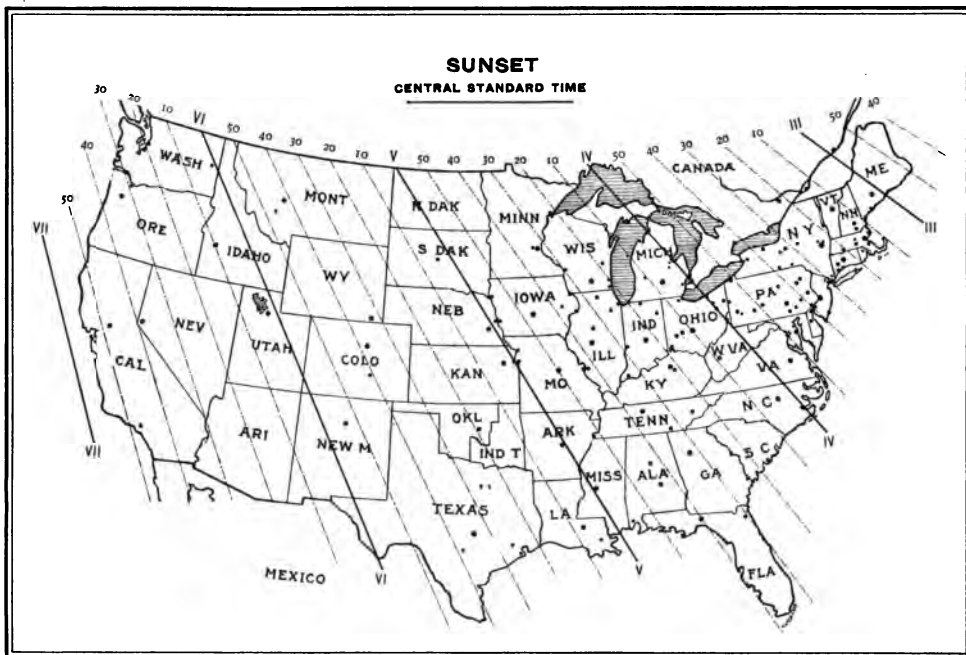 SUNSET
CENTRAL STANDARD TIME
30
20
10
VI
50
40
30
20
10
V
50
40
30
20
10
IV
50
40
30
20
10
III
50
40
40
50
VII
WASH
MONT
N DAK
MINN
CANADA
ME
VT
NH
ORE
IDAHO
S DAK
WIS
MICH
N Y
III
WY
NEB
IOWA
PA
NEV
UTAH
COLO
KAN
ILL
IND
OHIO
W VA
VA
CAL
MO
KY
ARI
NEW M
OKL
IND T
ARK
TENN
N C
S C
IV
VII
TEXAS
LA
MISS
ALA
GA
MEXICO
VI
V
FLA